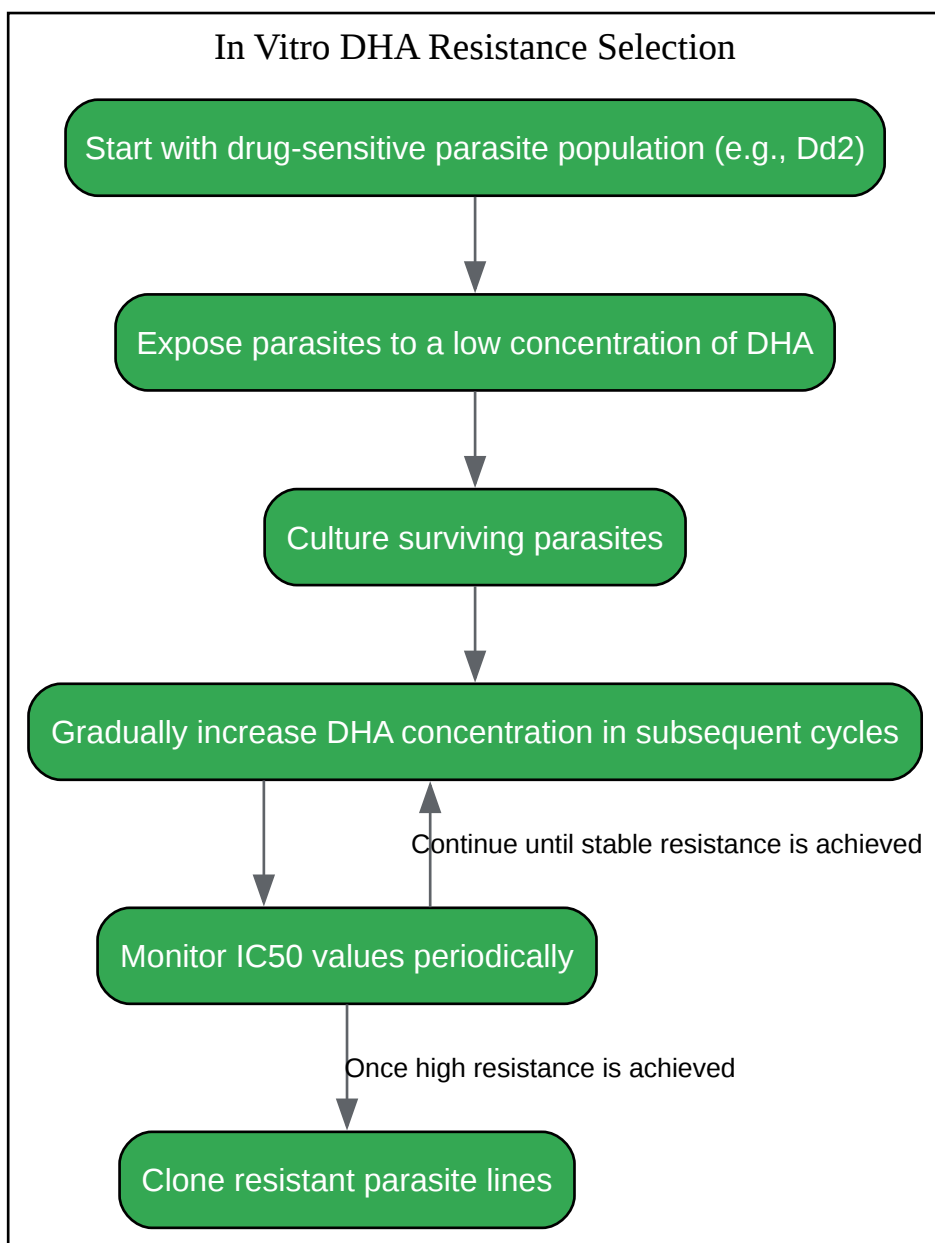 In Vitro DHA Resistance Selection
Start with drug-sensitive parasite population (e.g., Dd2)
Expose parasites to a low concentration of DHA
Culture surviving parasites
Gradually increase DHA concentration in subsequent cycles
Continue until stable resistance is achieved
Monitor IC50 values periodically
Once high resistance is achieved
Clone resistant parasite lines